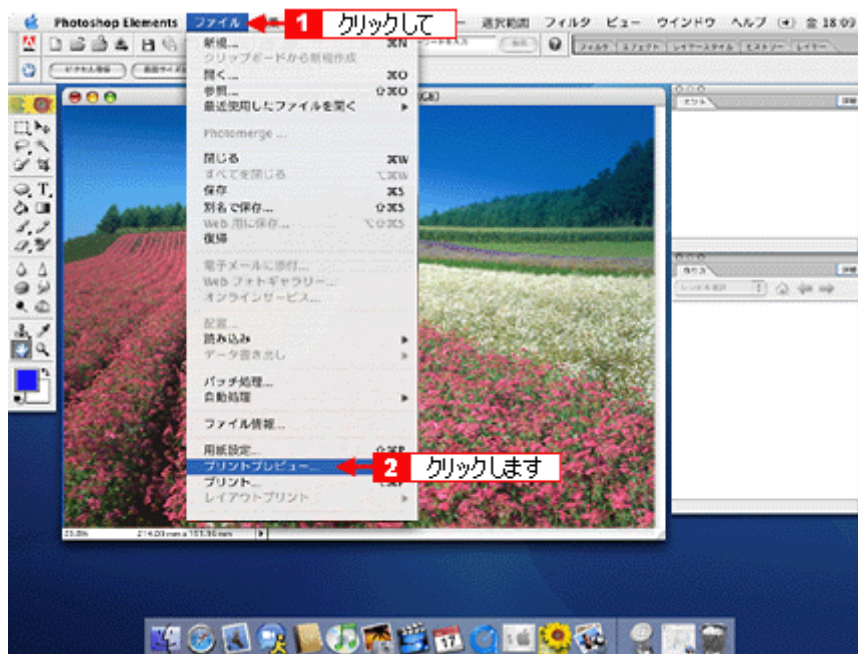 Photoshop Elements ファイル 選択範囲 フィルタ ビュー ウインドウ ヘルプ 金 18:03
1 クリックして
新規... ⌘N
クリップボードから新規作成
開く... ⌘O
参照... ⇧⌘O
最近使用したファイルを開く
Photomerge ...
閉じる ⌘W
すべてを閉じる ⌥⌘W
保存 ⌘S
別名で保存... ⇧⌘S
Web 用に保存... ⌥⇧⌘S
復帰
電子メールに添付...
Web フォトギャラリー...
オンラインサービス...
配置...
読み込み
データ書き出し
バッチ処理...
自動処理
ファイル情報...
用紙設定... ⇧⌘P
プリントプレビュー...
2 クリックします
プリント... ⌥⌘P
レイアウトプリント